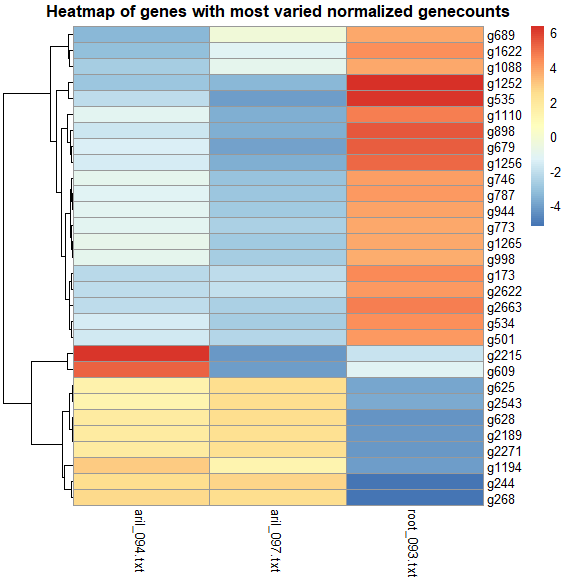 Heatmap of genes with most varied normalized genecounts
g689
g1622
g1088
g1252
g535
g1110
g898
g679
g1256
g746
g787
g944
g773
g1265
g998
g173
g2622
g2663
g534
g501
g2215
g609
g625
g2543
g628
g2189
g2271
g1194
g244
g268
6
4
2
0
-2
-4
aril_094.txt
aril_097.txt
root_093.txt